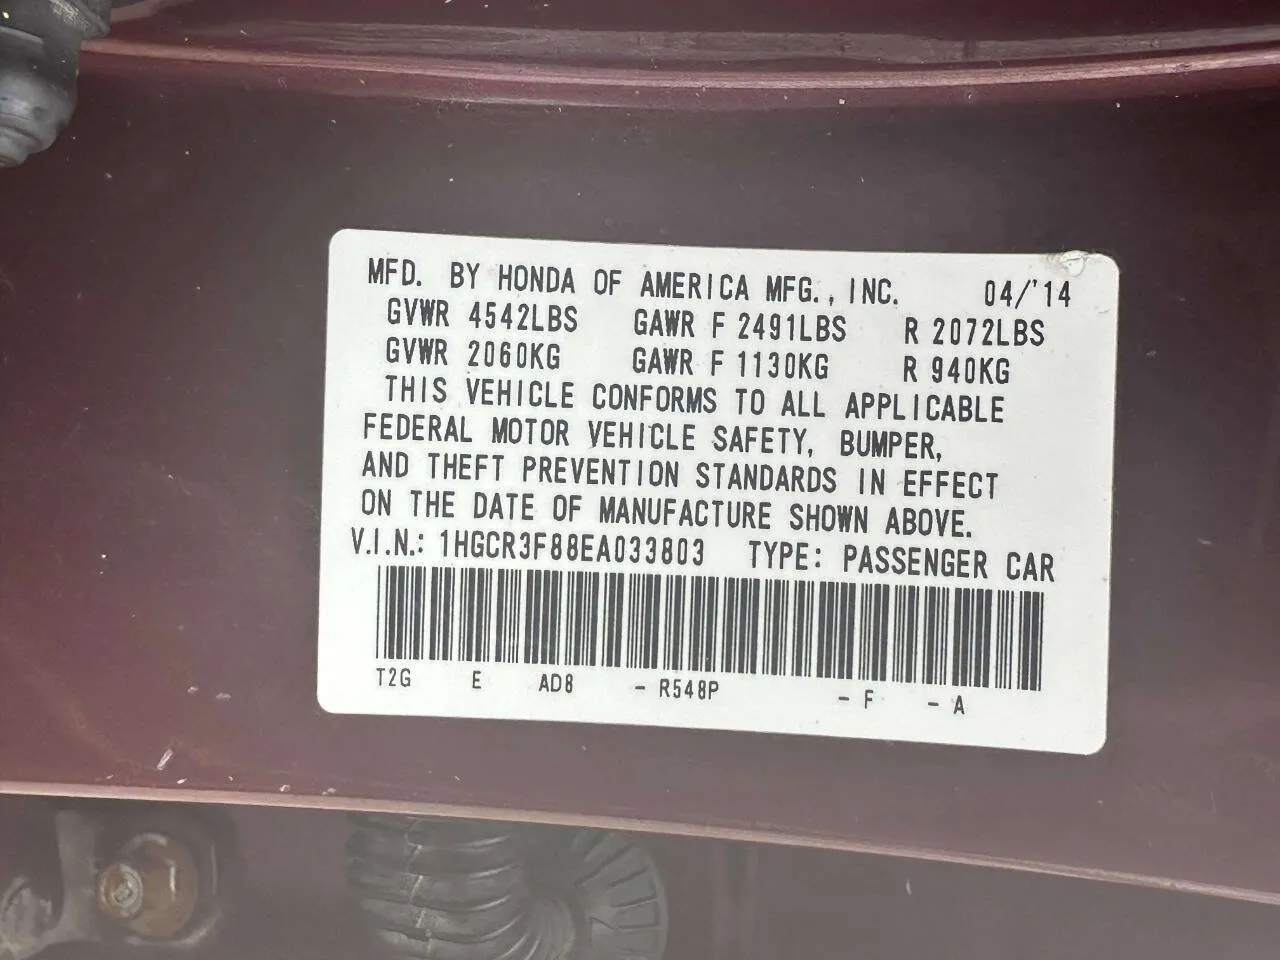 MFD. BY HONDA OF AMERICA MFG., INC. 04/'14
GVWR 4542LBS GAWR F 2491LBS R 2072LBS
GVWR 2060KG GAWR F 1130KG R 940KG
THIS VEHICLE CONFORMS TO ALL APPLICABLE
FEDERAL MOTOR VEHICLE SAFETY, BUMPER,
AND THEFT PREVENTION STANDARDS IN EFFECT
ON THE DATE OF MANUFACTURE SHOWN ABOVE.
V.I.N.: 1HGCR3F88EA033803 TYPE: PASSENGER CAR
T2G E AD8 - R548P - F - A